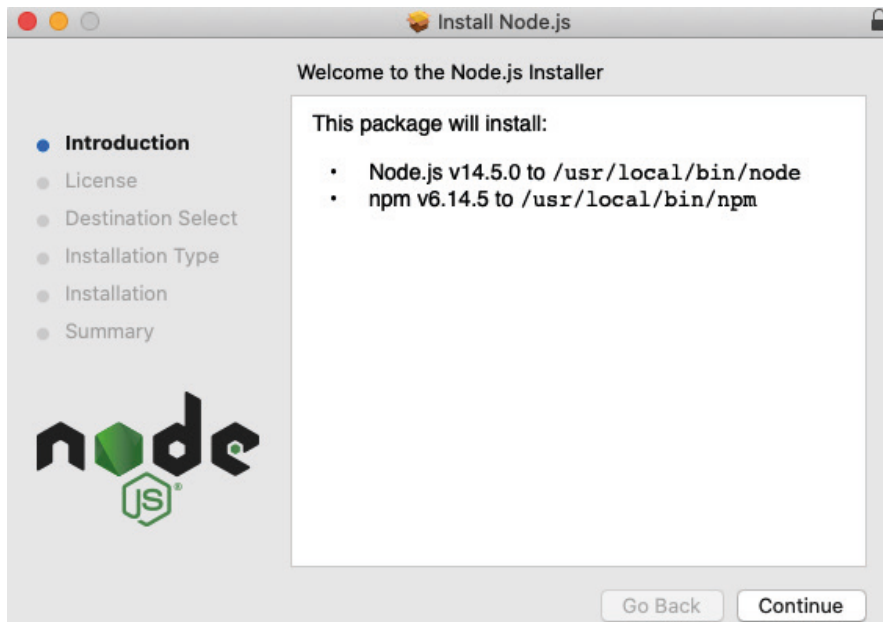 Install Node.js
Welcome to the Node.js Installer
Introduction
License
Destination Select
Installation Type
Installation
Summary
This package will install:
• Node.js v14.5.0 to /usr/local/bin/node
• npm v6.14.5 to /usr/local/bin/npm
node
JS®
Go Back
Continue